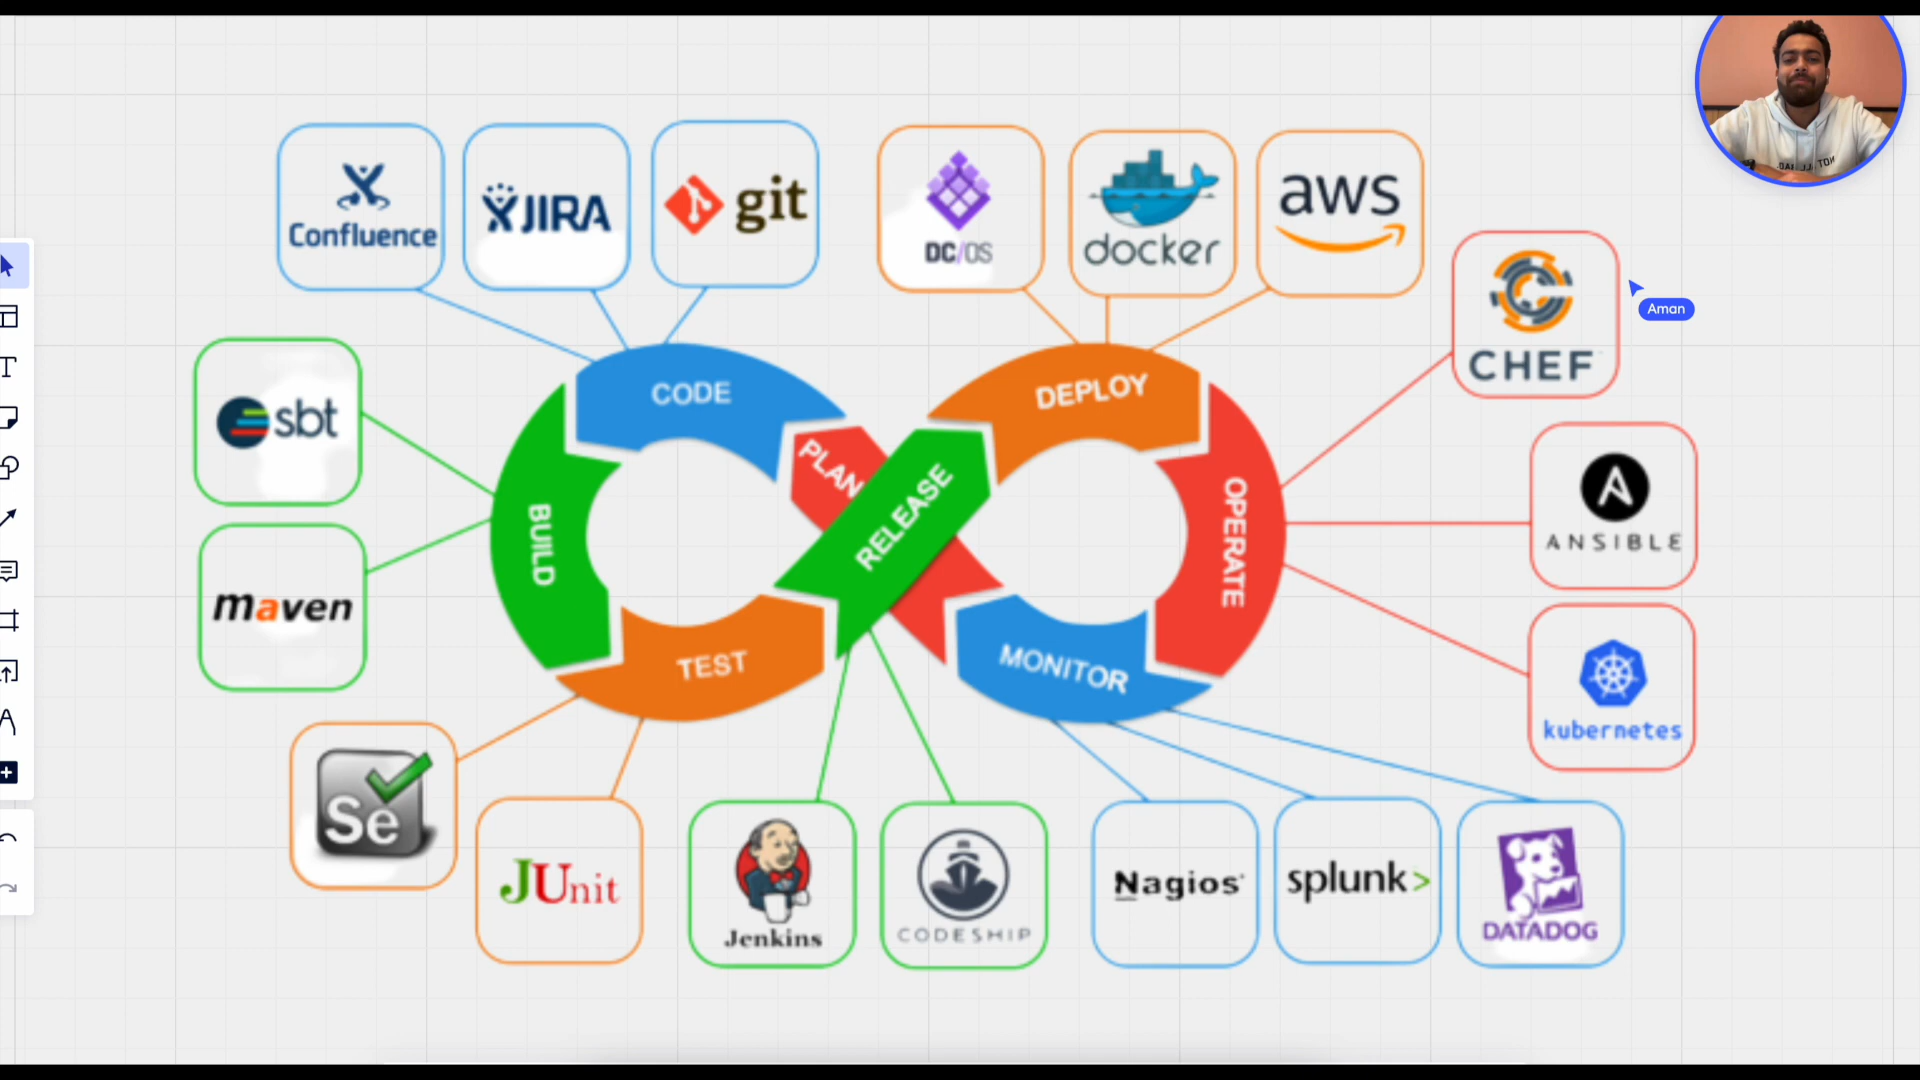 Confluence
JIRA
git
DC/OS
docker
aws
CHEF
Aman
sbt
CODE
DEPLOY
PLAN
RELEASE
BUILD
OPERATE
ANSIBLE
maven
TEST
MONITOR
kubernetes
Se
JUnit
Jenkins
CODESHIP
Nagios
splunk>
DATADOG